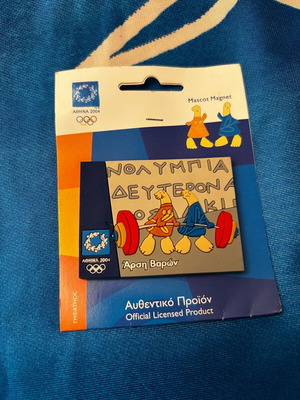 ΑΘΗΝΑ 2004
Mascot Magnet
ΝΟΛΥΜΠΙΑ
ΔΕΥΤΕΡΟΝΑ
ΑΘΗΝΑ 2004
Άρση Βαρών
Αυθεντικό Προϊόν
Official Licensed Product